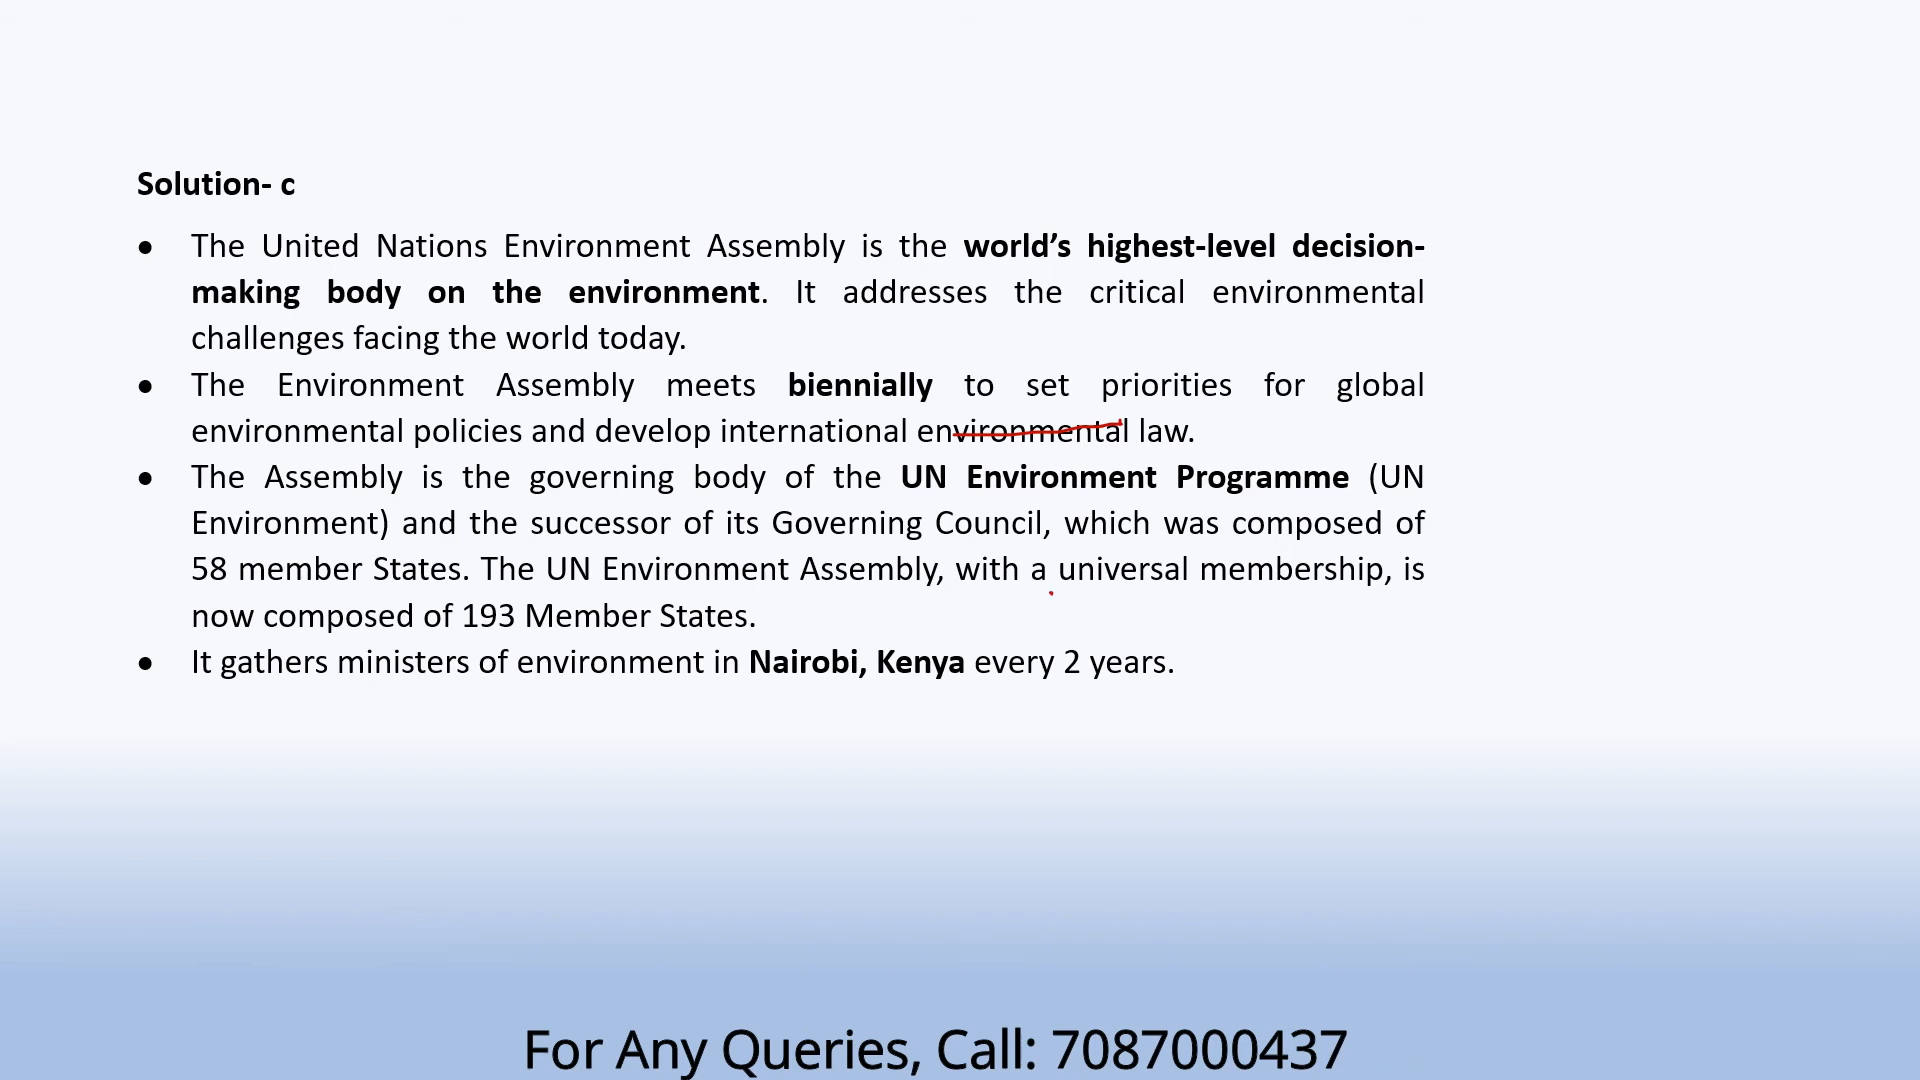 Solution- c
• The United Nations Environment Assembly is the world’s highest-level decision-
making body on the environment. It addresses the critical environmental
challenges facing the world today.
• The Environment Assembly meets biennially to set priorities for global
environmental policies and develop international environmental law.
• The Assembly is the governing body of the UN Environment Programme (UN
Environment) and the successor of its Governing Council, which was composed of
58 member States. The UN Environment Assembly, with a universal membership, is
now composed of 193 Member States.
• It gathers ministers of environment in Nairobi, Kenya every 2 years.
For Any Queries, Call: 7087000437